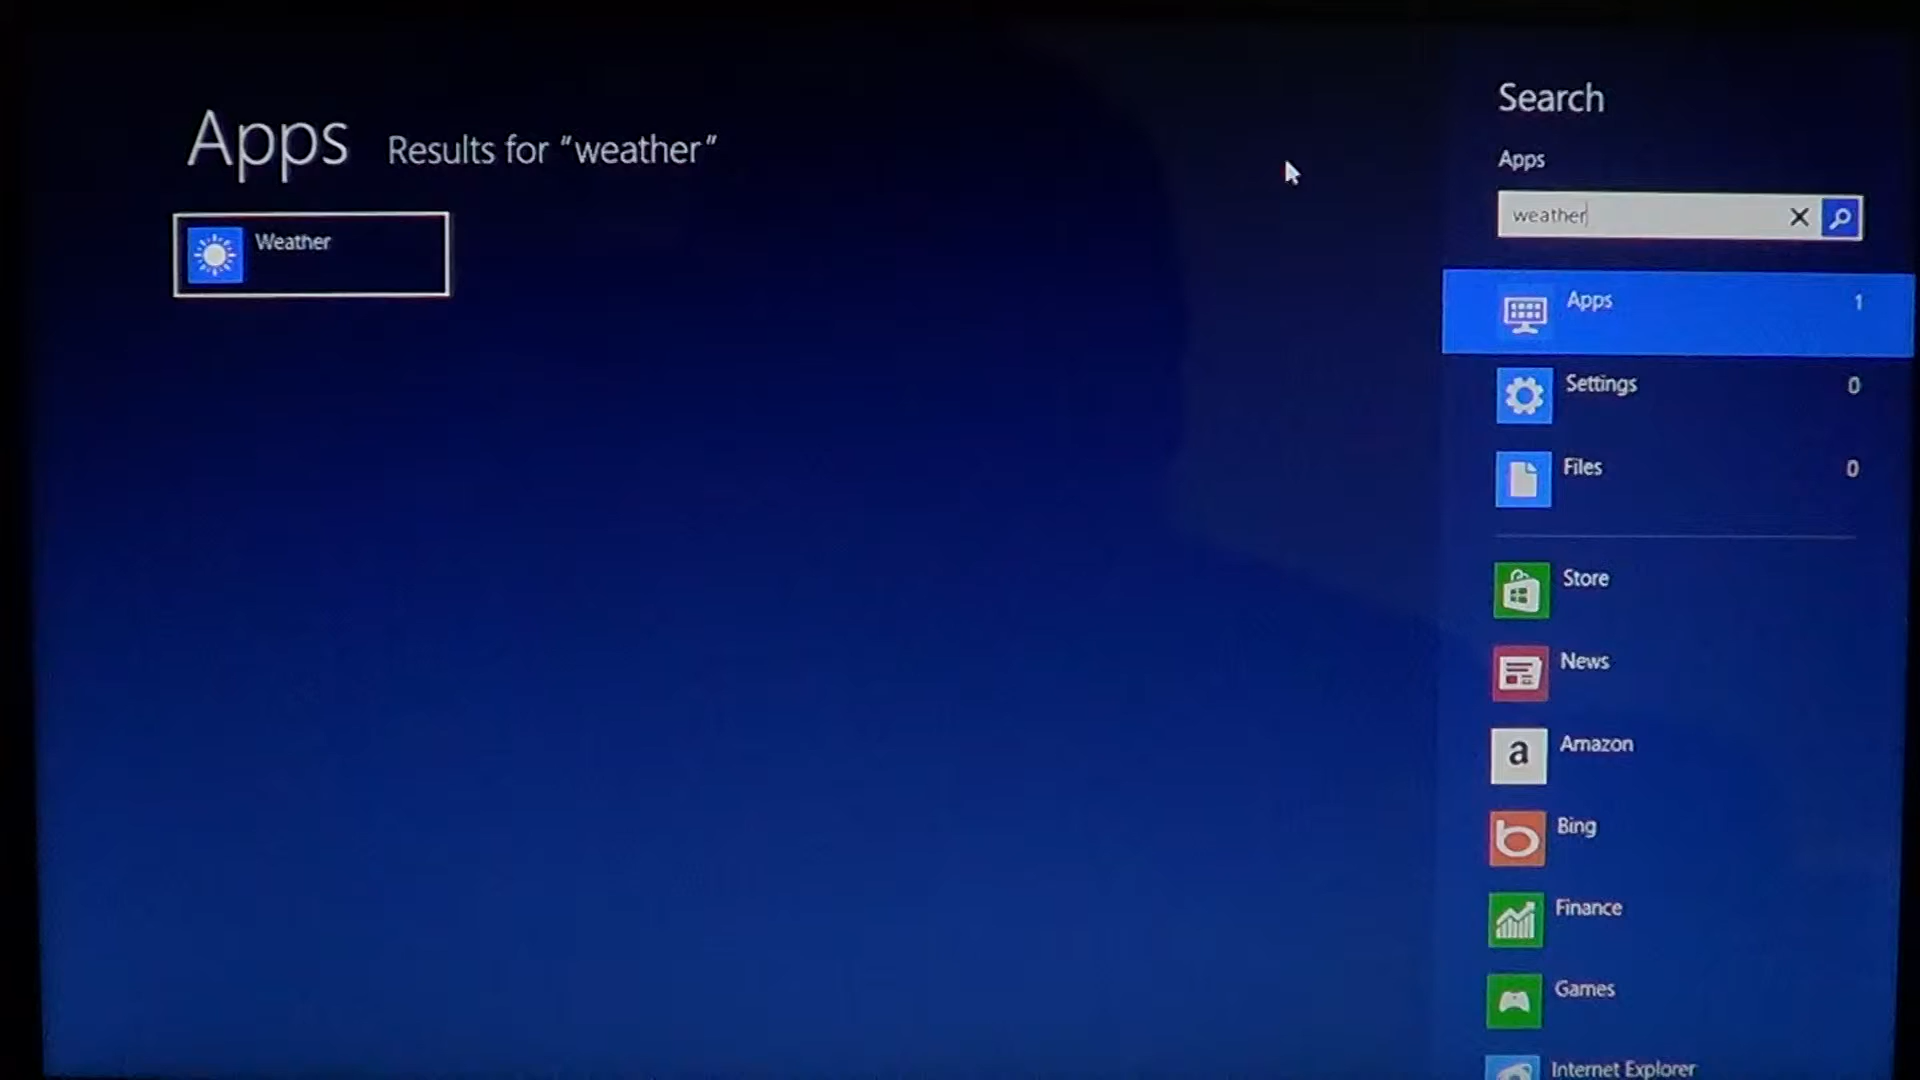 Apps Results for "weather"
Weather
Search
Apps
weather
Apps 1
Settings 0
Files 0
Store
News
a Amazon
Bing
Finance
Games
Internet Explorer